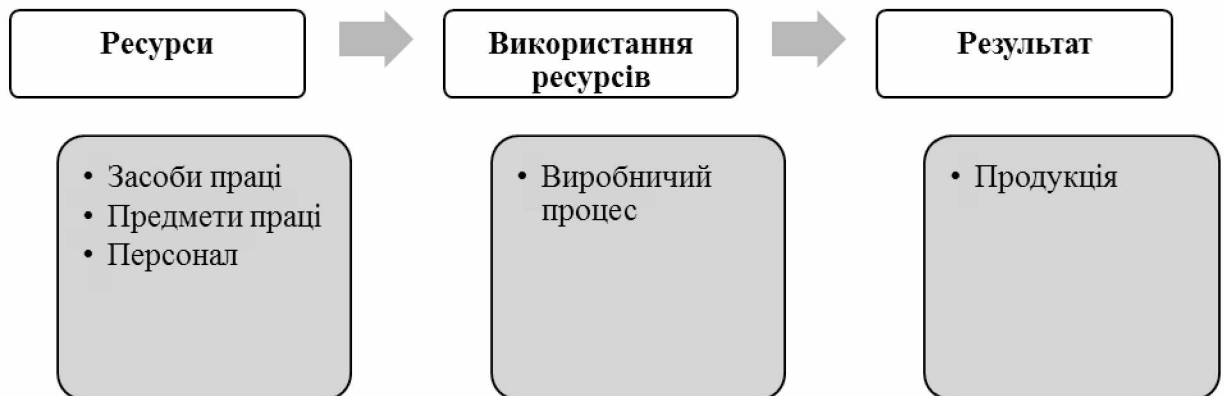 Ресурси
Використання
ресурсів
Результат
• Засоби праці
• Предмети праці
• Персонал
• Виробничий
процес
• Продукція